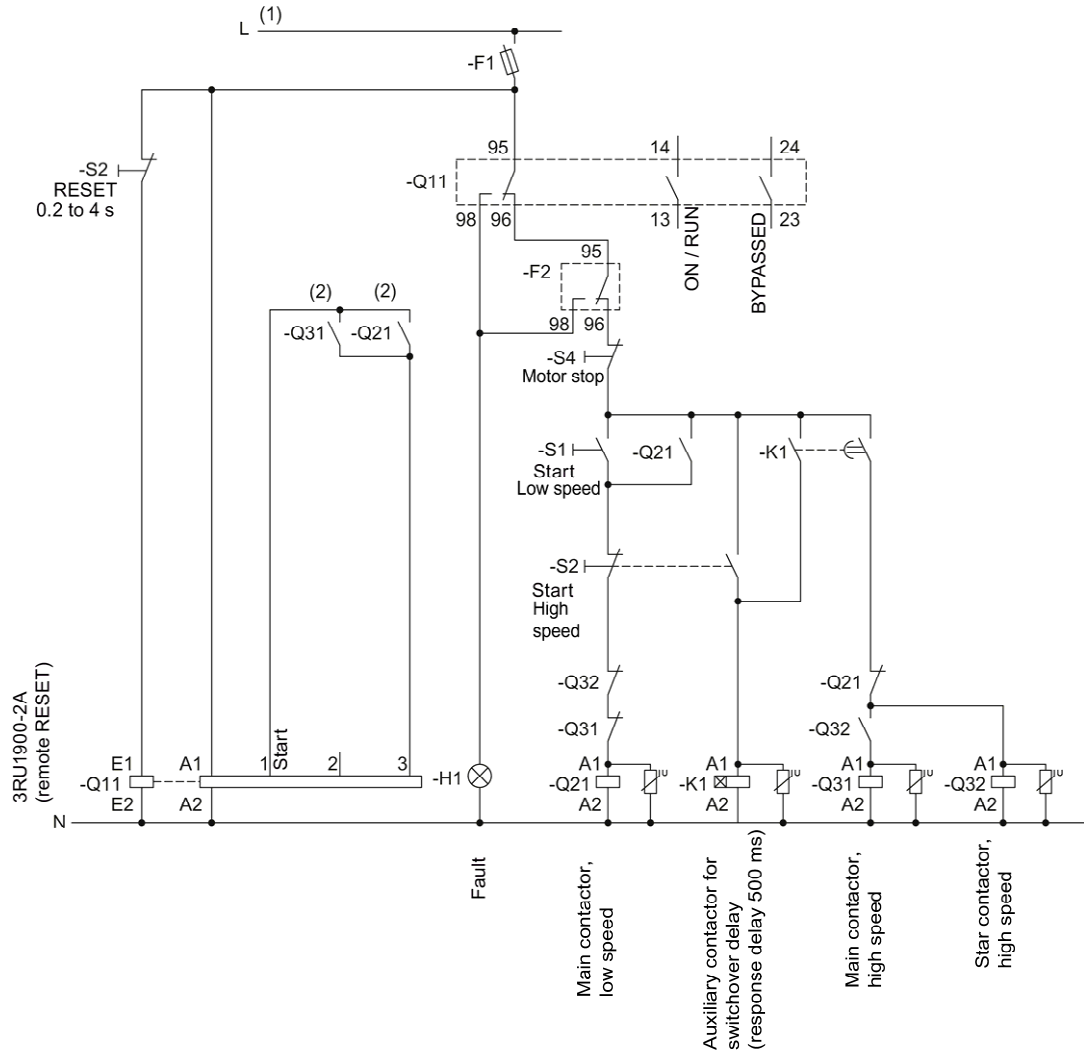 L
(1)
-F1
95
14
24
-S2
RESET
0.2 to 4 s
-Q11
98
96
13
23
ON / RUN
BYPASSED
95
-F2
(2)
(2)
-Q31
-Q21
98
96
-S4
Motor stop
-S1
Start
Low speed
-Q21
-K1
-S2
Start
High
speed
-Q32
-Q21
-Q31
-Q32
3RU1900-2A
(remote RESET)
E1
A1
1
Start
2
3
-H1
A1
A1
A1
A1
-Q11
-Q21
-K1
-Q31
-Q32
U
U
U
U
E2
A2
A2
A2
A2
A2
N
Fault
Main contactor,
low speed
Auxiliary contactor for
switchover delay
(response delay 500 ms)
Main contactor,
high speed
Star contactor,
high speed